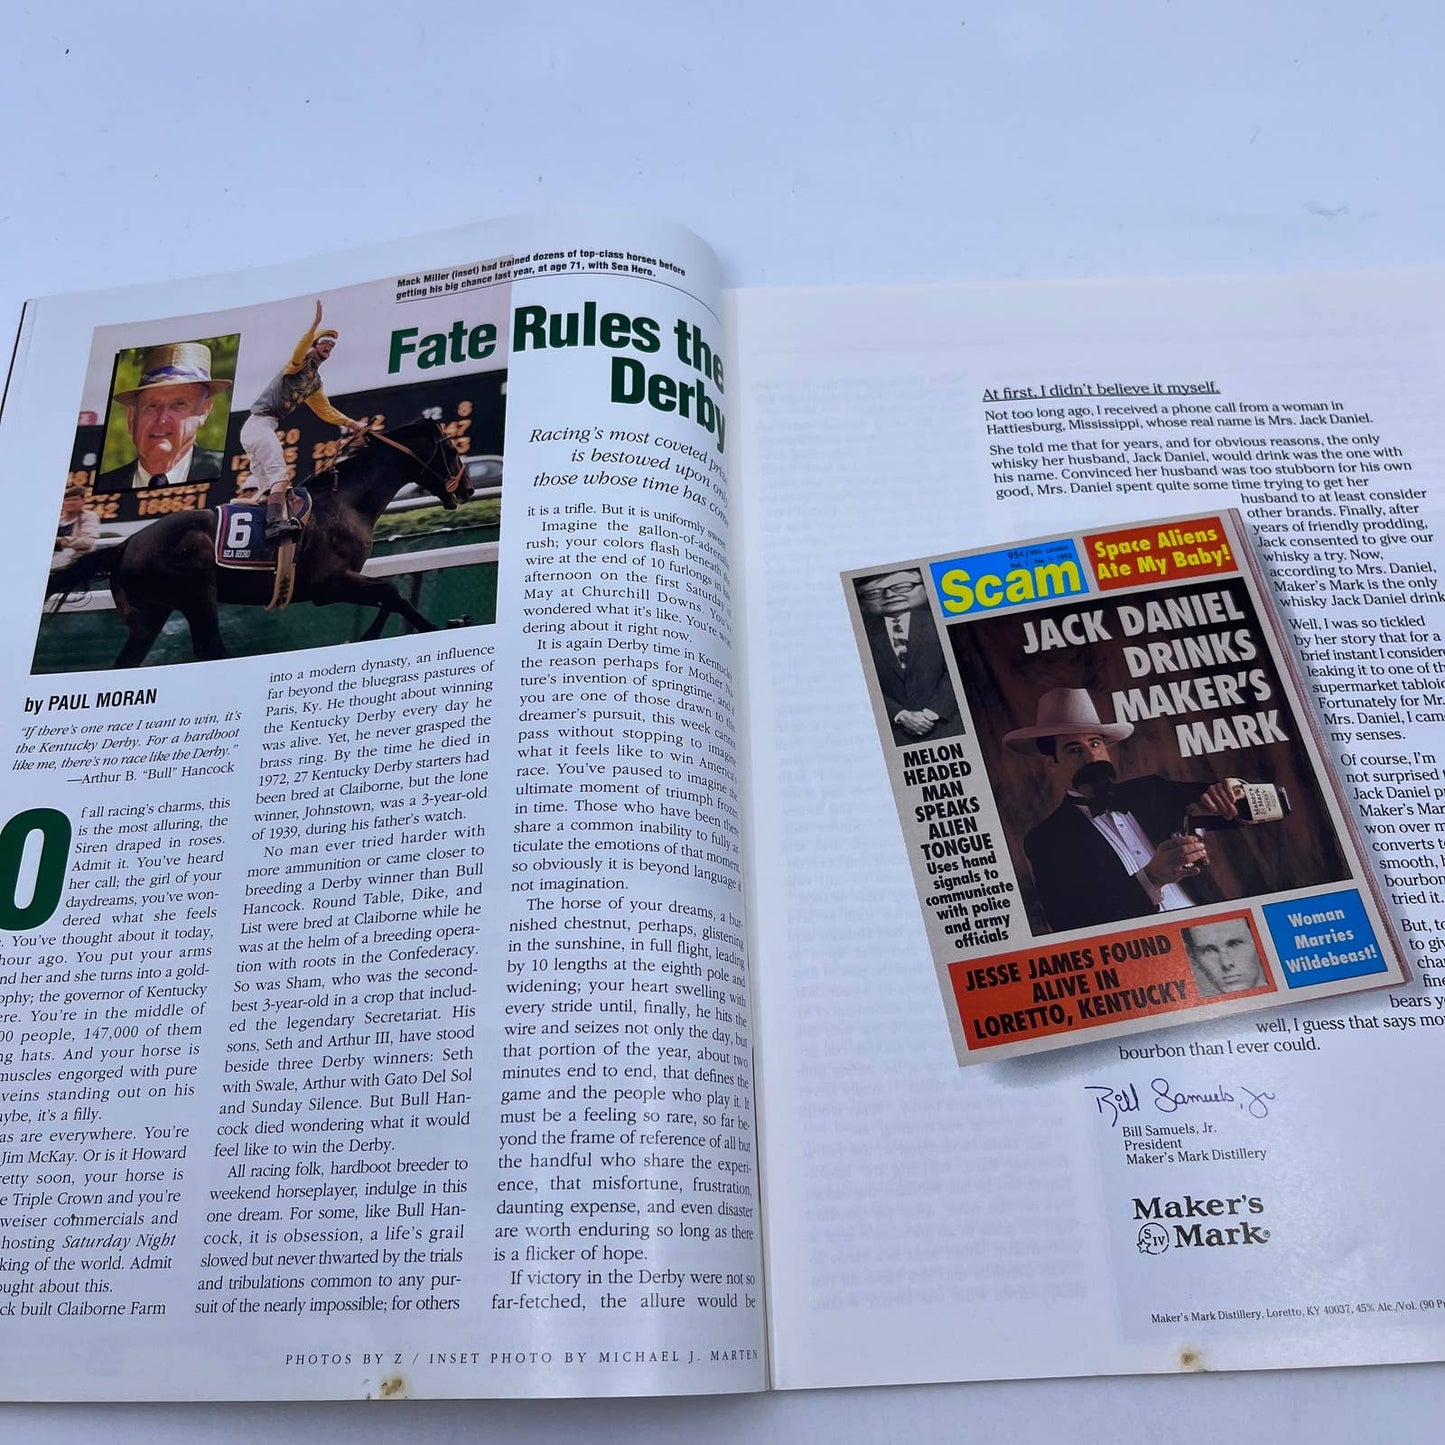 Mack Miller (inset) had trained dozens of top-class horses before
getting his big chance last year, at age 71, with Sea Hero.
Fate Rules the
Derby
Racing's most coveted
is bestowed upon only
those whose time has come
6
SEA HERO
by PAUL MORAN
"If there's one race I want to win, it's
the Kentucky Derby. For a hardboot
like me, there's no race like the Derby."
—Arthur B. "Bull" Hancock
Of all racing's charms, this
is the most alluring, the
Siren draped in roses.
Admit it. You've heard
her call; the girl of your
daydreams, you've won-
dered what she feels
You've thought about it today,
hour ago. You put your arms
her and she turns into a gold-
the governor of Kentucky
You're in the middle of
people, 147,000 of them
hats. And your horse is
muscles engorged with pure
veins standing out on his
it's a filly.
are everywhere. You're
Jim McKay. Or is it Howard
soon, your horse is
Triple Crown and you're
commercials and
hosting Saturday Night
king of the world. Admit
about this.
built Claiborne Farm
into a modern dynasty, an influence
far beyond the bluegrass pastures of
Paris, Ky. He thought about winning
the Kentucky Derby every day he
was alive. Yet, he never grasped the
brass ring. By the time he died in
1972, 27 Kentucky Derby starters had
been bred at Claiborne, but the lone
winner, Johnstown, was a 3-year-old
of 1939, during his father's watch.
No man ever tried harder with
more ammunition or came closer to
breeding a Derby winner than Bull
Hancock. Round Table, Dike, and
List were bred at Claiborne while he
was at the helm of a breeding opera-
tion with roots in the Confederacy.
So was Sham, who was the second-
best 3-year-old in a crop that includ-
ed the legendary Secretariat. His
sons, Seth and Arthur III, have stood
beside three Derby winners: Seth
with Swale, Arthur with Gato Del Sol
and Sunday Silence. But Bull Han-
cock died wondering what it would
feel like to win the Derby.
All racing folk, hardboot breeder to
weekend horseplayer, indulge in this
one dream. For some, like Bull Han-
cock, it is obsession, a life's grail
slowed but never thwarted by the trials
and tribulations common to any pur-
suit of the nearly impossible; for others
it is a trifle. But it is uniformly sweet.
Imagine the gallon-of-adrenaline
rush; your colors flash beneath the
wire at the end of 10 furlongs in
afternoon on the first Saturday of
May at Churchill Downs. You've
wondered what it's like. You're won-
dering about it right now.
It is again Derby time in Kentucky,
the reason perhaps for Mother Na-
ture's invention of springtime, and if
you are one of those drawn to this
dreamer's pursuit, this week cannot
pass without stopping to imagine
what it feels like to win America's
race. You've paused to imagine the
ultimate moment of triumph frozen
in time. Those who have been there
share a common inability to fully ar-
ticulate the emotions of that moment,
so obviously it is beyond language if
not imagination.
The horse of your dreams, a bur-
nished chestnut, perhaps, glistening
in the sunshine, in full flight, leading
by 10 lengths at the eighth pole and
widening; your heart swelling with
every stride until, finally, he hits the
wire and seizes not only the day, but
that portion of the year, about two
minutes end to end, that defines the
game and the people who play it. It
must be a feeling so rare, so far be-
yond the frame of reference of all but
the handful who share the experi-
ence, that misfortune, frustration,
daunting expense, and even disaster
are worth enduring so long as there
is a flicker of hope.
If victory in the Derby were not so
far-fetched, the allure would be
PHOTOS BY Z / INSET PHOTO BY MICHAEL J. MARTEN
At first, I didn't believe it myself.
Not too long ago, I received a phone call from a woman in
Hattiesburg, Mississippi, whose real name is Mrs. Jack Daniel.
She told me that for years, and for obvious reasons, the only
whisky her husband, Jack Daniel, would drink was the one with
his name. Convinced her husband was too stubborn for his own
good, Mrs. Daniel spent quite some time trying to get her
husband to at least consider
other brands. Finally, after
years of friendly prodding,
Jack consented to give our
whisky a try. Now,
according to Mrs. Daniel,
Maker's Mark is the only
whisky Jack Daniel
Well, I was so tickled
by her story that for a
brief instant I
leaking it to one of
supermarket
Fortunately for Mr.
Mrs. Daniel, I
my senses.
Of course, I'm
not surprised
Jack Daniel
Maker's
won over
converts
smooth,
bourbon
tried it.
But,
to
bears
well, I guess that says
bourbon than I ever could.
95¢/99¢ CANADA
Vol. 1 No. 1 1993
Scam
Space Aliens
Ate My Baby!
JACK DANIEL
DRINKS
MAKER'S
MARK
MELON
HEADED
MAN
SPEAKS
ALIEN
TONGUE
Uses hand
signals to
communicate
with police
and army
officials
Maker's
Mark
JESSE JAMES FOUND
ALIVE IN
LORETTO, KENTUCKY
Woman
Marries
Wildebeast!
Bill Samuels, Jr
Bill Samuels, Jr.
President
Maker's Mark Distillery
Maker's
S IV Mark®
Maker's Mark Distillery, Loretto, KY 40037, 45% Alc./Vol. (90